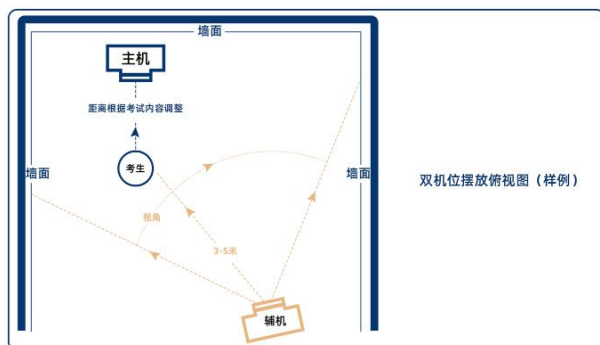 墙面
主机
距离根据考试内容调整
考生
墙面
墙面
双机位摆放俯视图（样例）
视角
3-5米
辅机